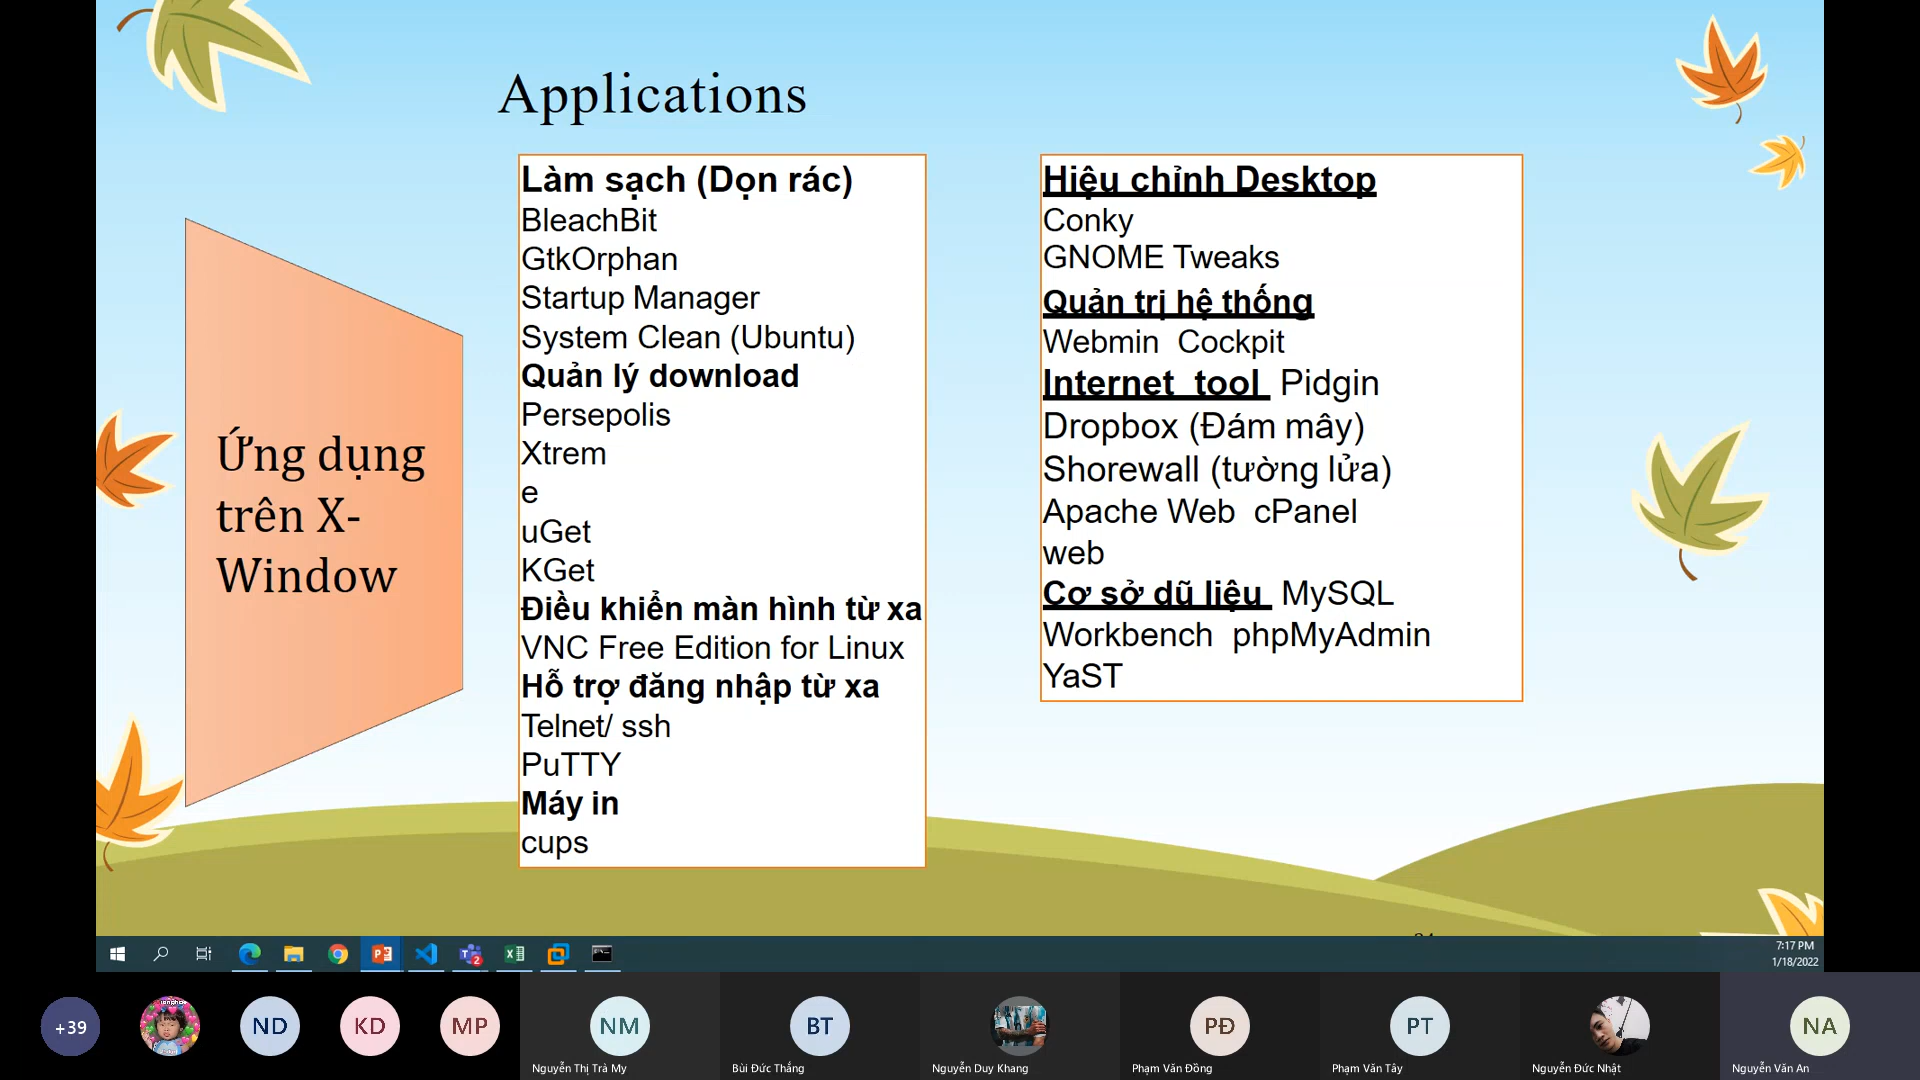 Applications
Ứng dụng
trên X-
Window
Làm sạch (Dọn rác)
BleachBit
GtkOrphan
Startup Manager
System Clean (Ubuntu)
Quản lý download
Persepolis
Xtrem
e
uGet
KGet
Điều khiển màn hình từ xa
VNC Free Edition for Linux
Hỗ trợ đăng nhập từ xa
Telnet/ ssh
PuTTY
Máy in
cups
Hiệu chỉnh Desktop
Conky
GNOME Tweaks
Quản trị hệ thống
Webmin  Cockpit
Internet  tool  Pidgin
Dropbox (Đám mây)
Shorewall (tường lửa)
Apache Web  cPanel
web
Cơ sở dũ liệu  MySQL
Workbench  phpMyAdmin
YaST
7:17 PM
1/18/2022
+39
ND
KD
MP
NM
BT
PĐ
PT
NA
Nguyễn Thị Trà My
Bùi Đức Thắng
Nguyễn Duy Khang
Phạm Văn Đồng
Phạm Văn Tây
Nguyễn Đức Nhật
Nguyễn Văn An